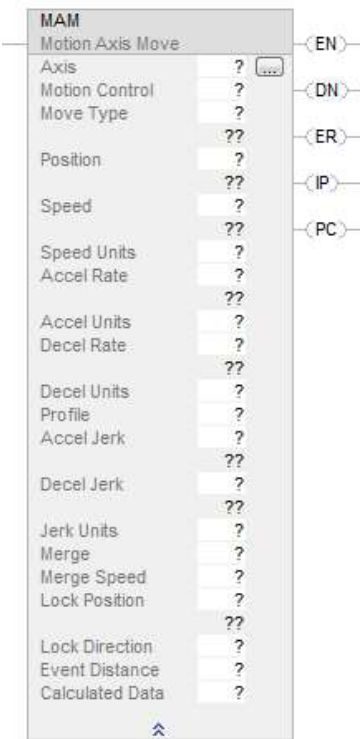 MAM
Motion Axis Move (EN)
Axis ? ...
Motion Control ? (DN)
Move Type ?
?? (ER)
Position ?
?? (IP)
Speed ?
?? (PC)
Speed Units ?
Accel Rate ?
??
Accel Units ?
Decel Rate ?
??
Decel Units ?
Profile ?
Accel Jerk ?
??
Decel Jerk ?
??
Jerk Units ?
Merge ?
Merge Speed ?
Lock Position ?
??
Lock Direction ?
Event Distance ?
Calculated Data ?